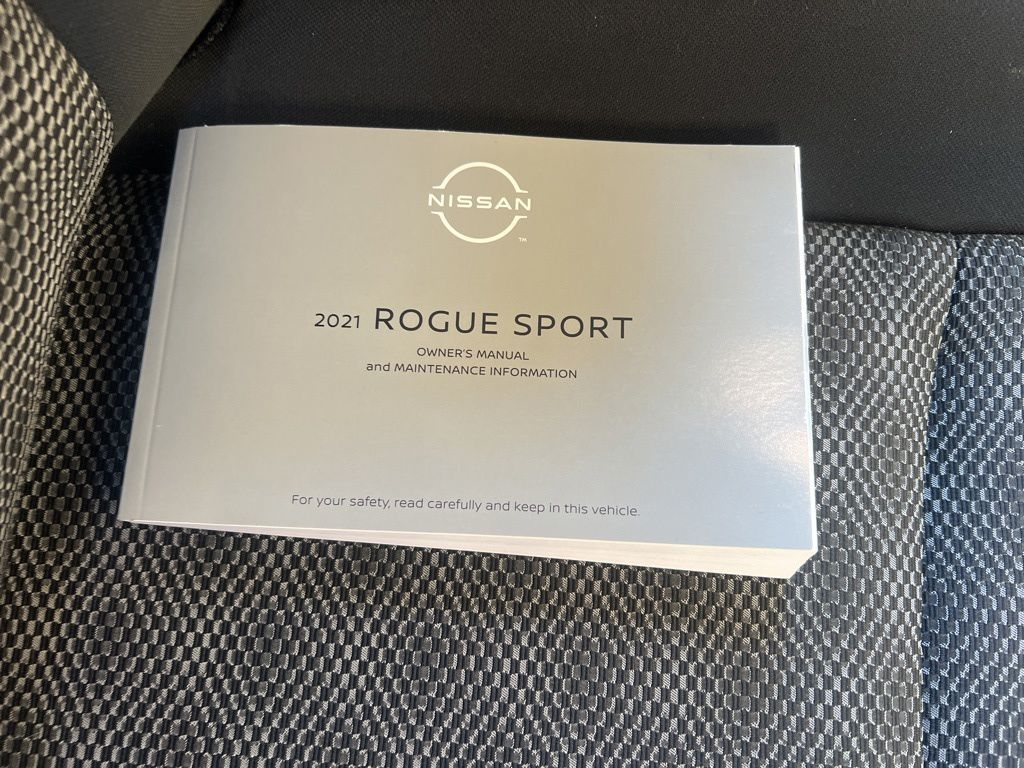 NISSAN
™
2021 ROGUE SPORT
OWNER'S MANUAL
and MAINTENANCE INFORMATION
For your safety, read carefully and keep in this vehicle.